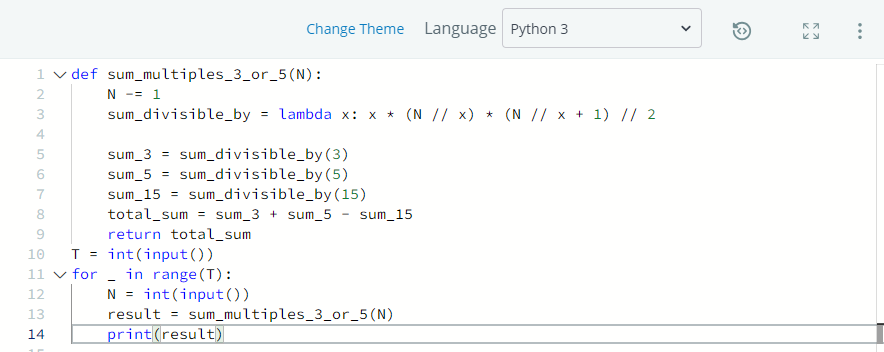 Change Theme Language Python 3
1 def sum_multiples_3_or_5(N):
2 N -= 1
3 sum_divisible_by = lambda x: x * (N // x) * (N // x + 1) // 2
4
5 sum_3 = sum_divisible_by(3)
6 sum_5 = sum_divisible_by(5)
7 sum_15 = sum_divisible_by(15)
8 total_sum = sum_3 + sum_5 - sum_15
9 return total_sum
10 T = int(input())
11 for _ in range(T):
12 N = int(input())
13 result = sum_multiples_3_or_5(N)
14 print(result)
15